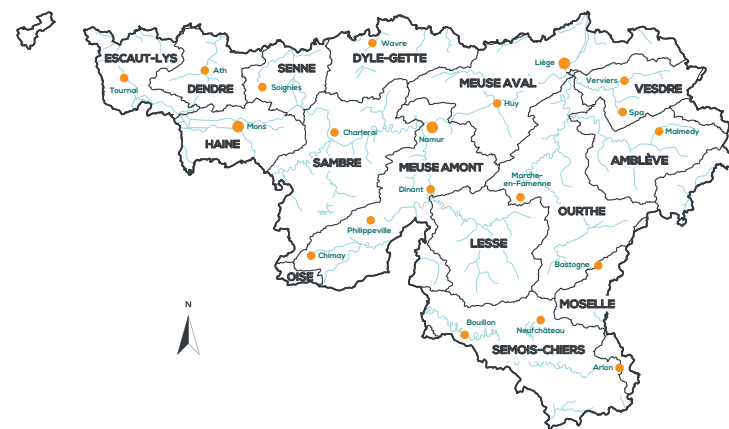 Wavre
ESCAUT-LYS
DYLE-GETTE
Liège
SENNE
Ath
MEUSE AVAL
Verviers
VESDRE
Tournai
DENDRE
Soignies
Huy
Spa
Mons
Charleroi
Namur
Malmedy
HAINE
SAMBRE
MEUSE AMONT
AMBLÈVE
Marche-
en-Famenne
Dinant
OURTHE
Philippeville
LESSE
Chimay
Bastogne
OISE
MOSELLE
N
Bouillon
Neufchâteau
SEMOIS-CHIERS
Arlon